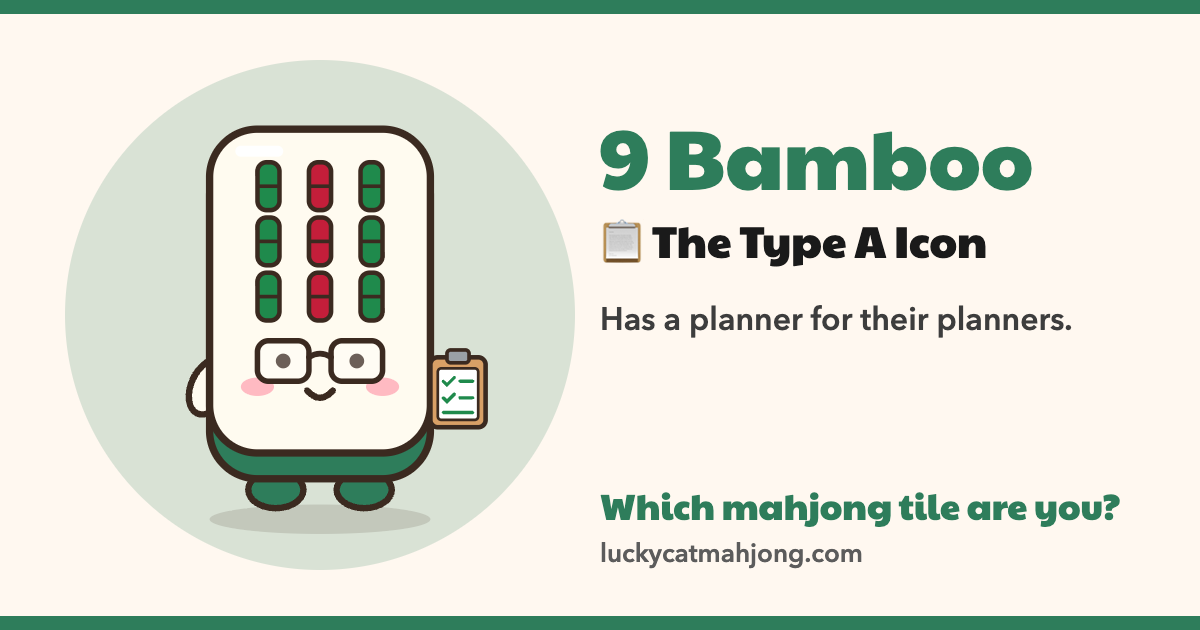 9 Bamboo
📋 The Type A Icon
Has a planner for their planners.
Which mahjong tile are you?
luckycatmahjong.com